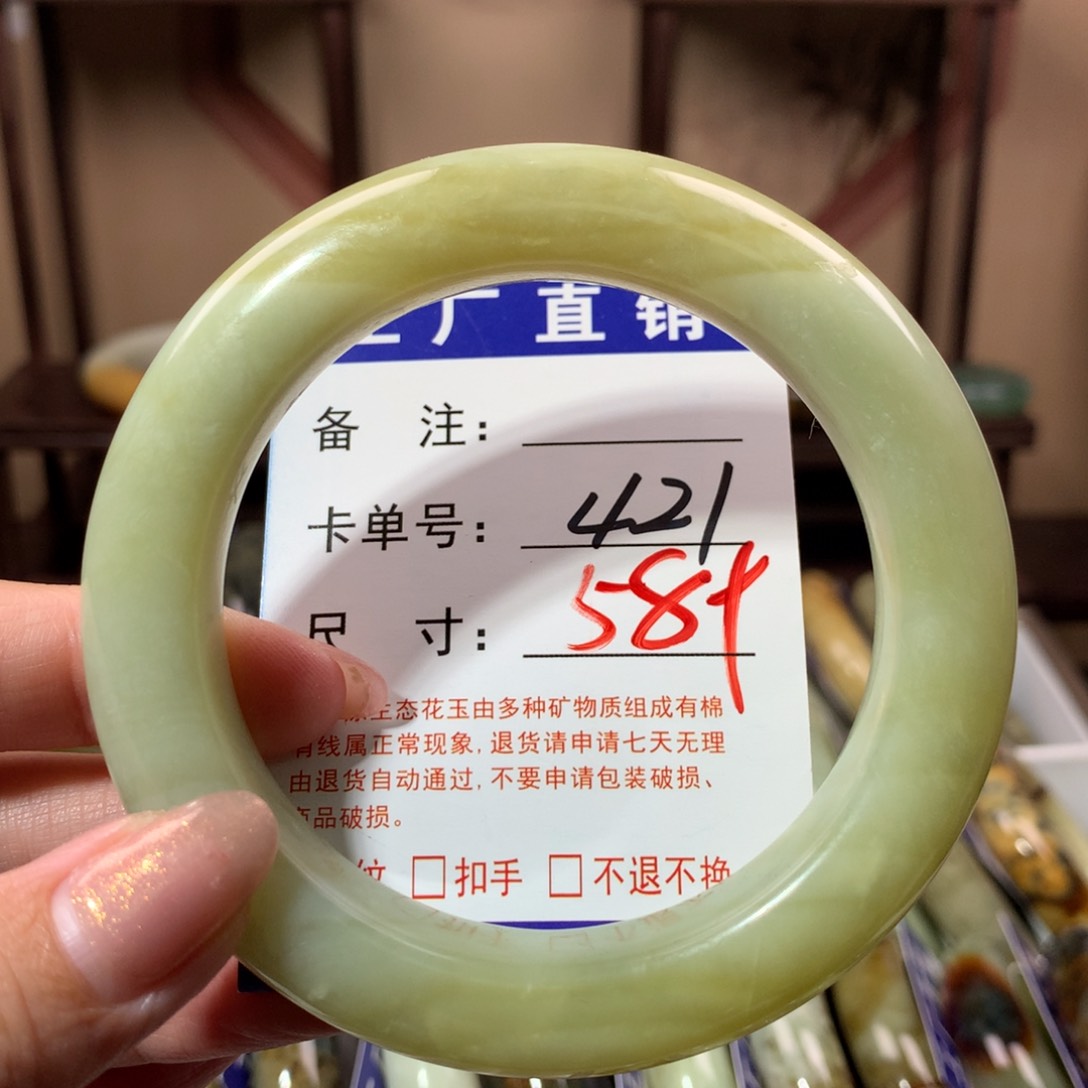 工厂直销
备 注：
卡单号： 421
尺 寸： 584
生态花玉由多种矿物质组成有棉
有线属正常现象，退货请申请七天无理
由退货自动通过，不要申请包装破损、
商品破损。
纹 □扣手 □不退不换